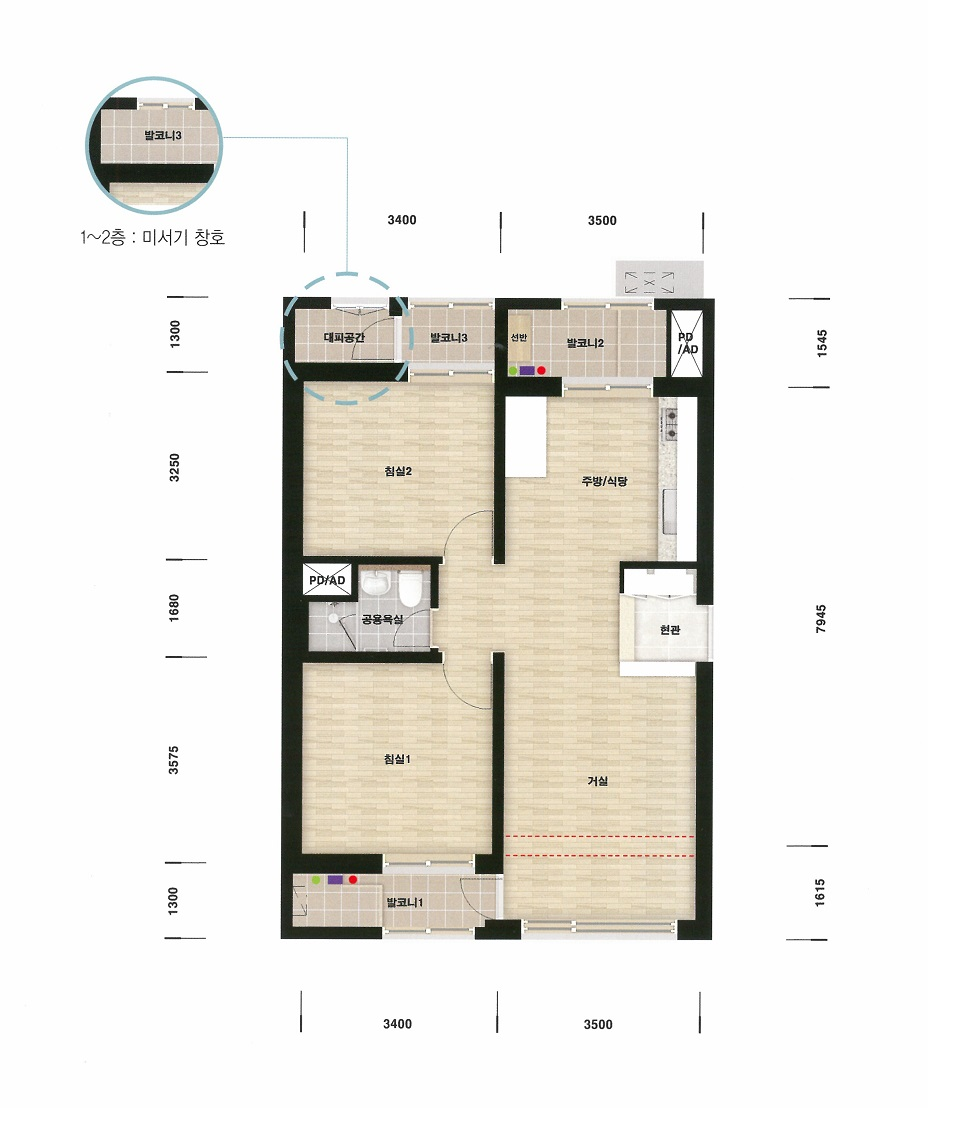 발코니3
1~2층 : 미서기 창호
3400
3500
1300
대피공간
발코니3
선반
발코니2
PD
/AD
1545
3250
침실2
주방/식당
PD/AD
1680
공용욕실
현관
7945
3575
침실1
거실
1300
발코니1
1615
3400
3500